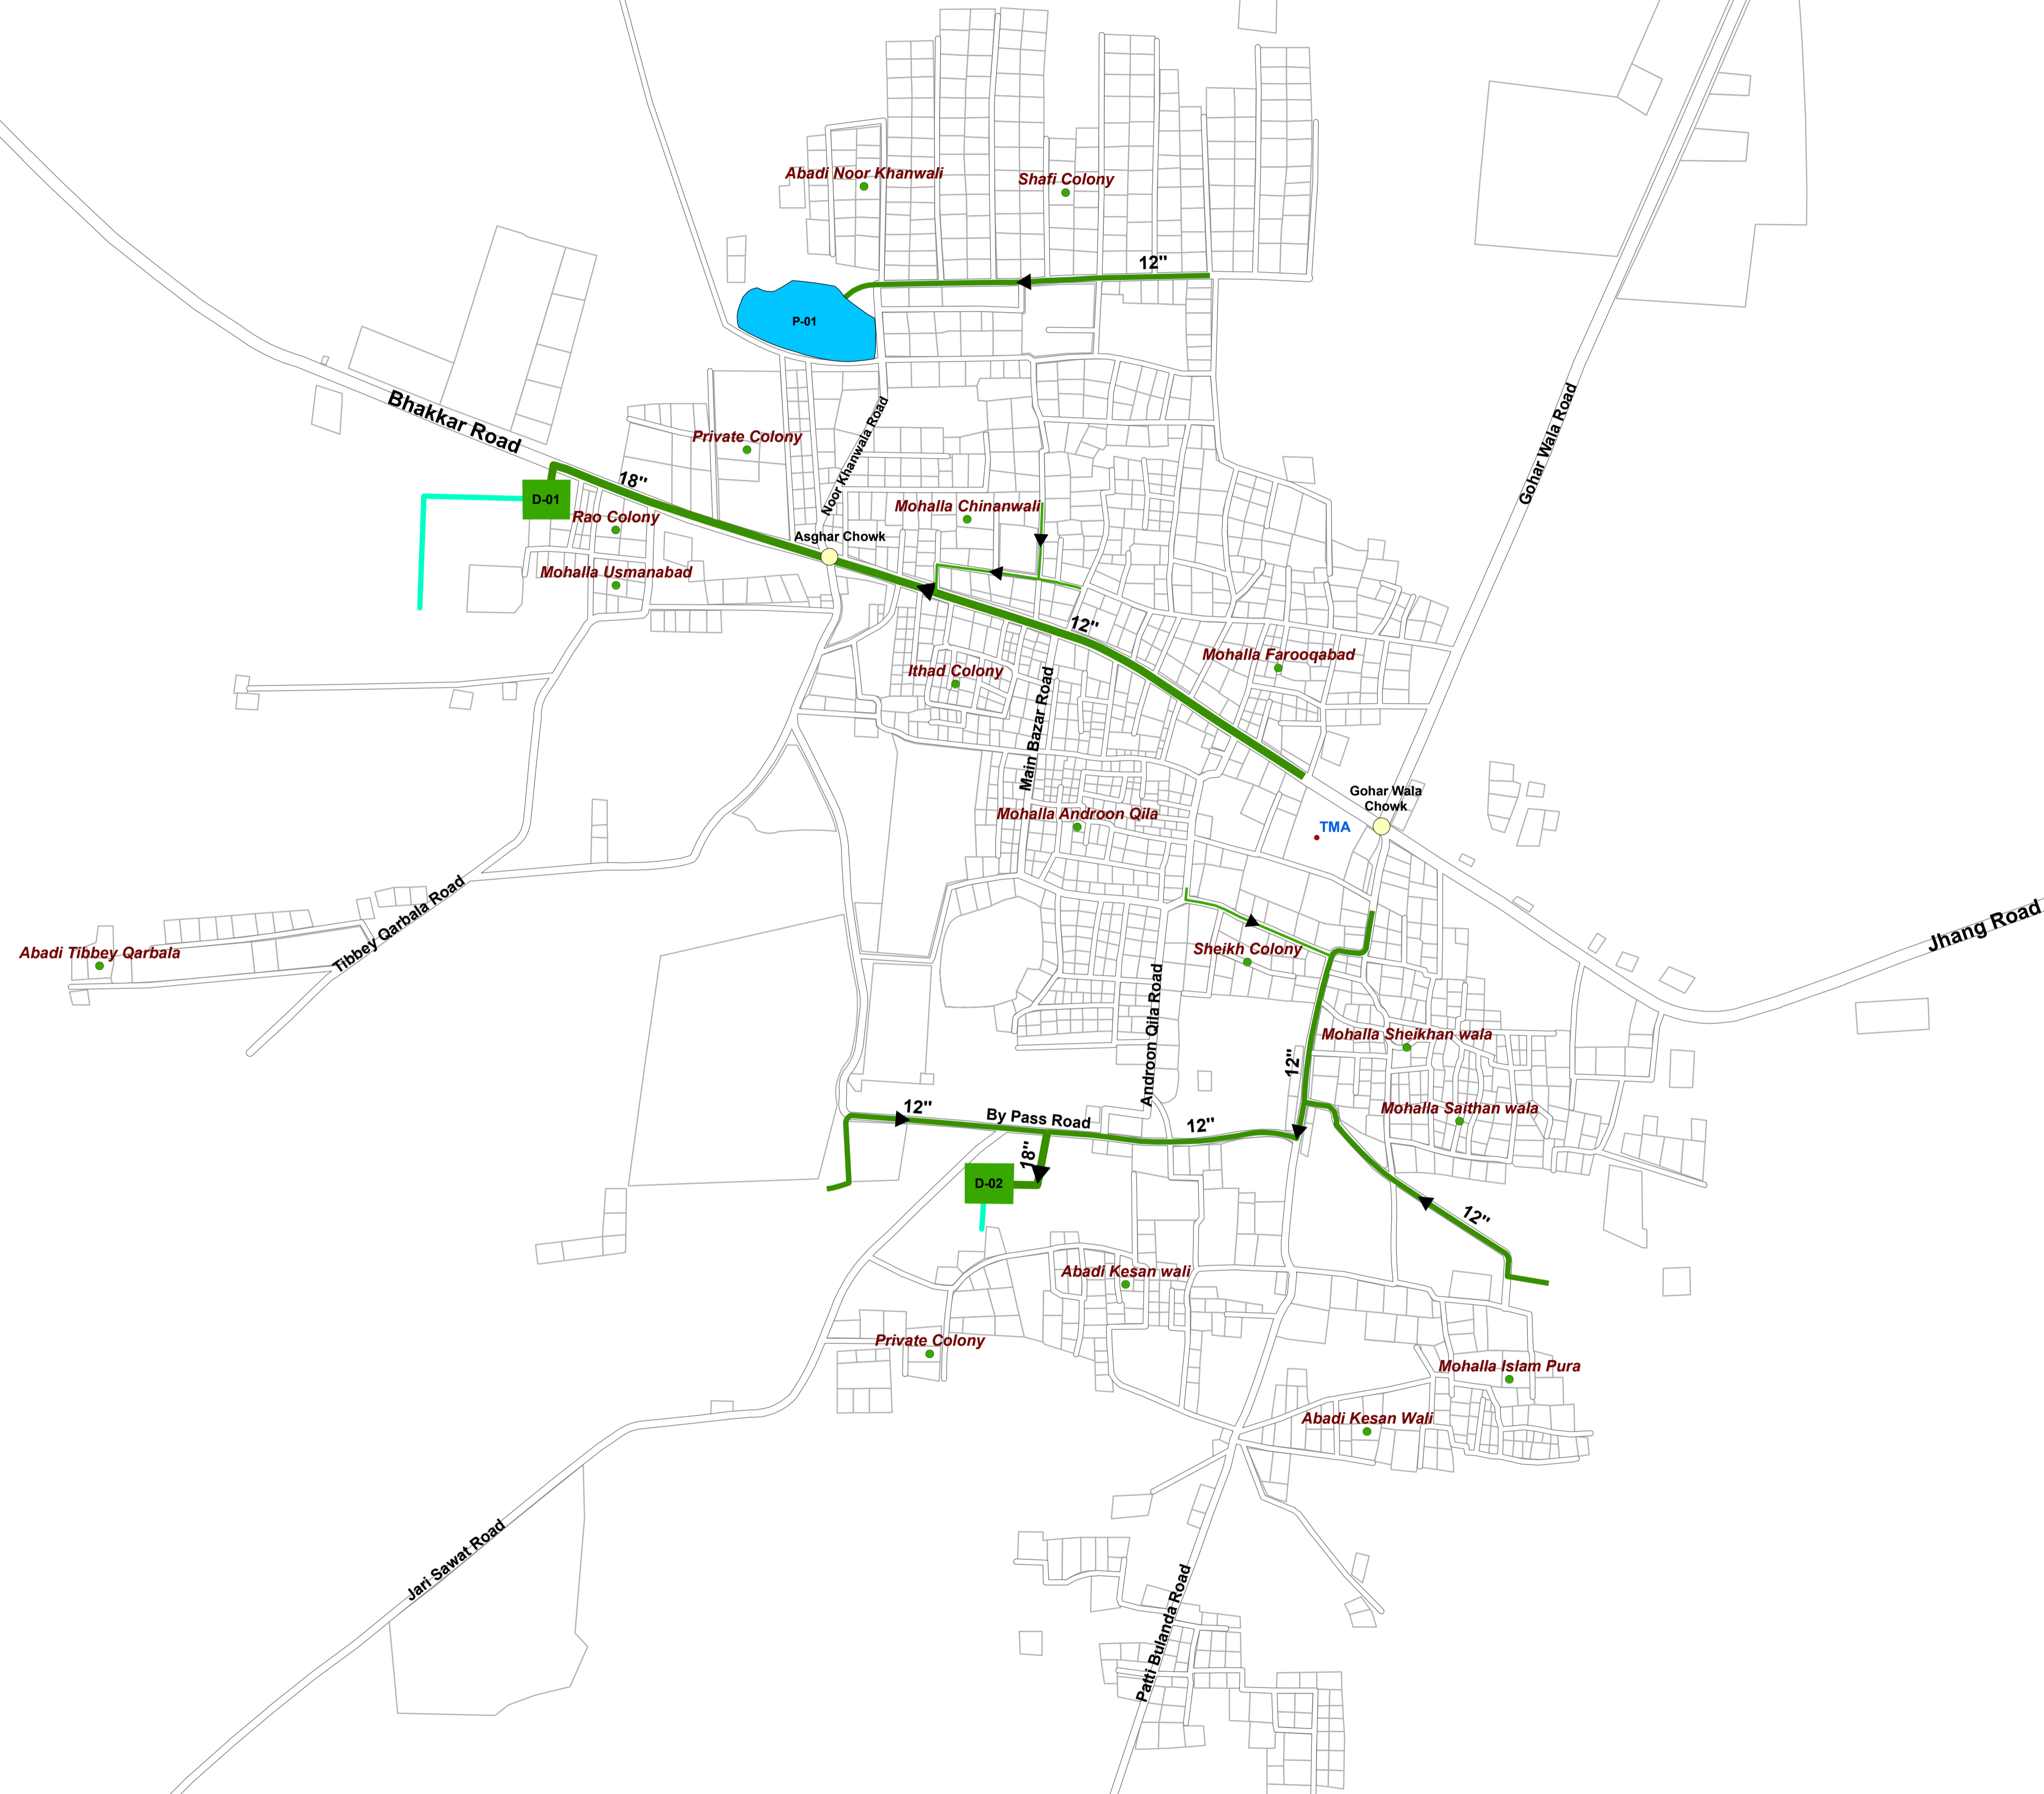 Abadi Noor Khanwali
Shafi Colony
12"
P-01
Bhakkar Road
Gohar Wala Road
Noor Khanwala Road
Private Colony
18"
D-01
Rao Colony
Mohalla Chinanwali
Asghar Chowk
Mohalla Usmanabad
12"
Mohalla Farooqabad
Ithad Colony
Main Bazar Road
Gohar Wala
Chowk
Mohalla Androon Qila
TMA
Tibbey Qarbala Road
Jhang Road
Abadi Tibbey Qarbala
Sheikh Colony
Androon Qila Road
Mohalla Sheikhan wala
12"
12"
By Pass Road
12"
Mohalla Saithan wala
18"
D-02
12"
Abadi Kesan wali
Private Colony
Mohalla Islam Pura
Abadi Kesan Wali
Jari Sawat Road
Patti Bulanda Road